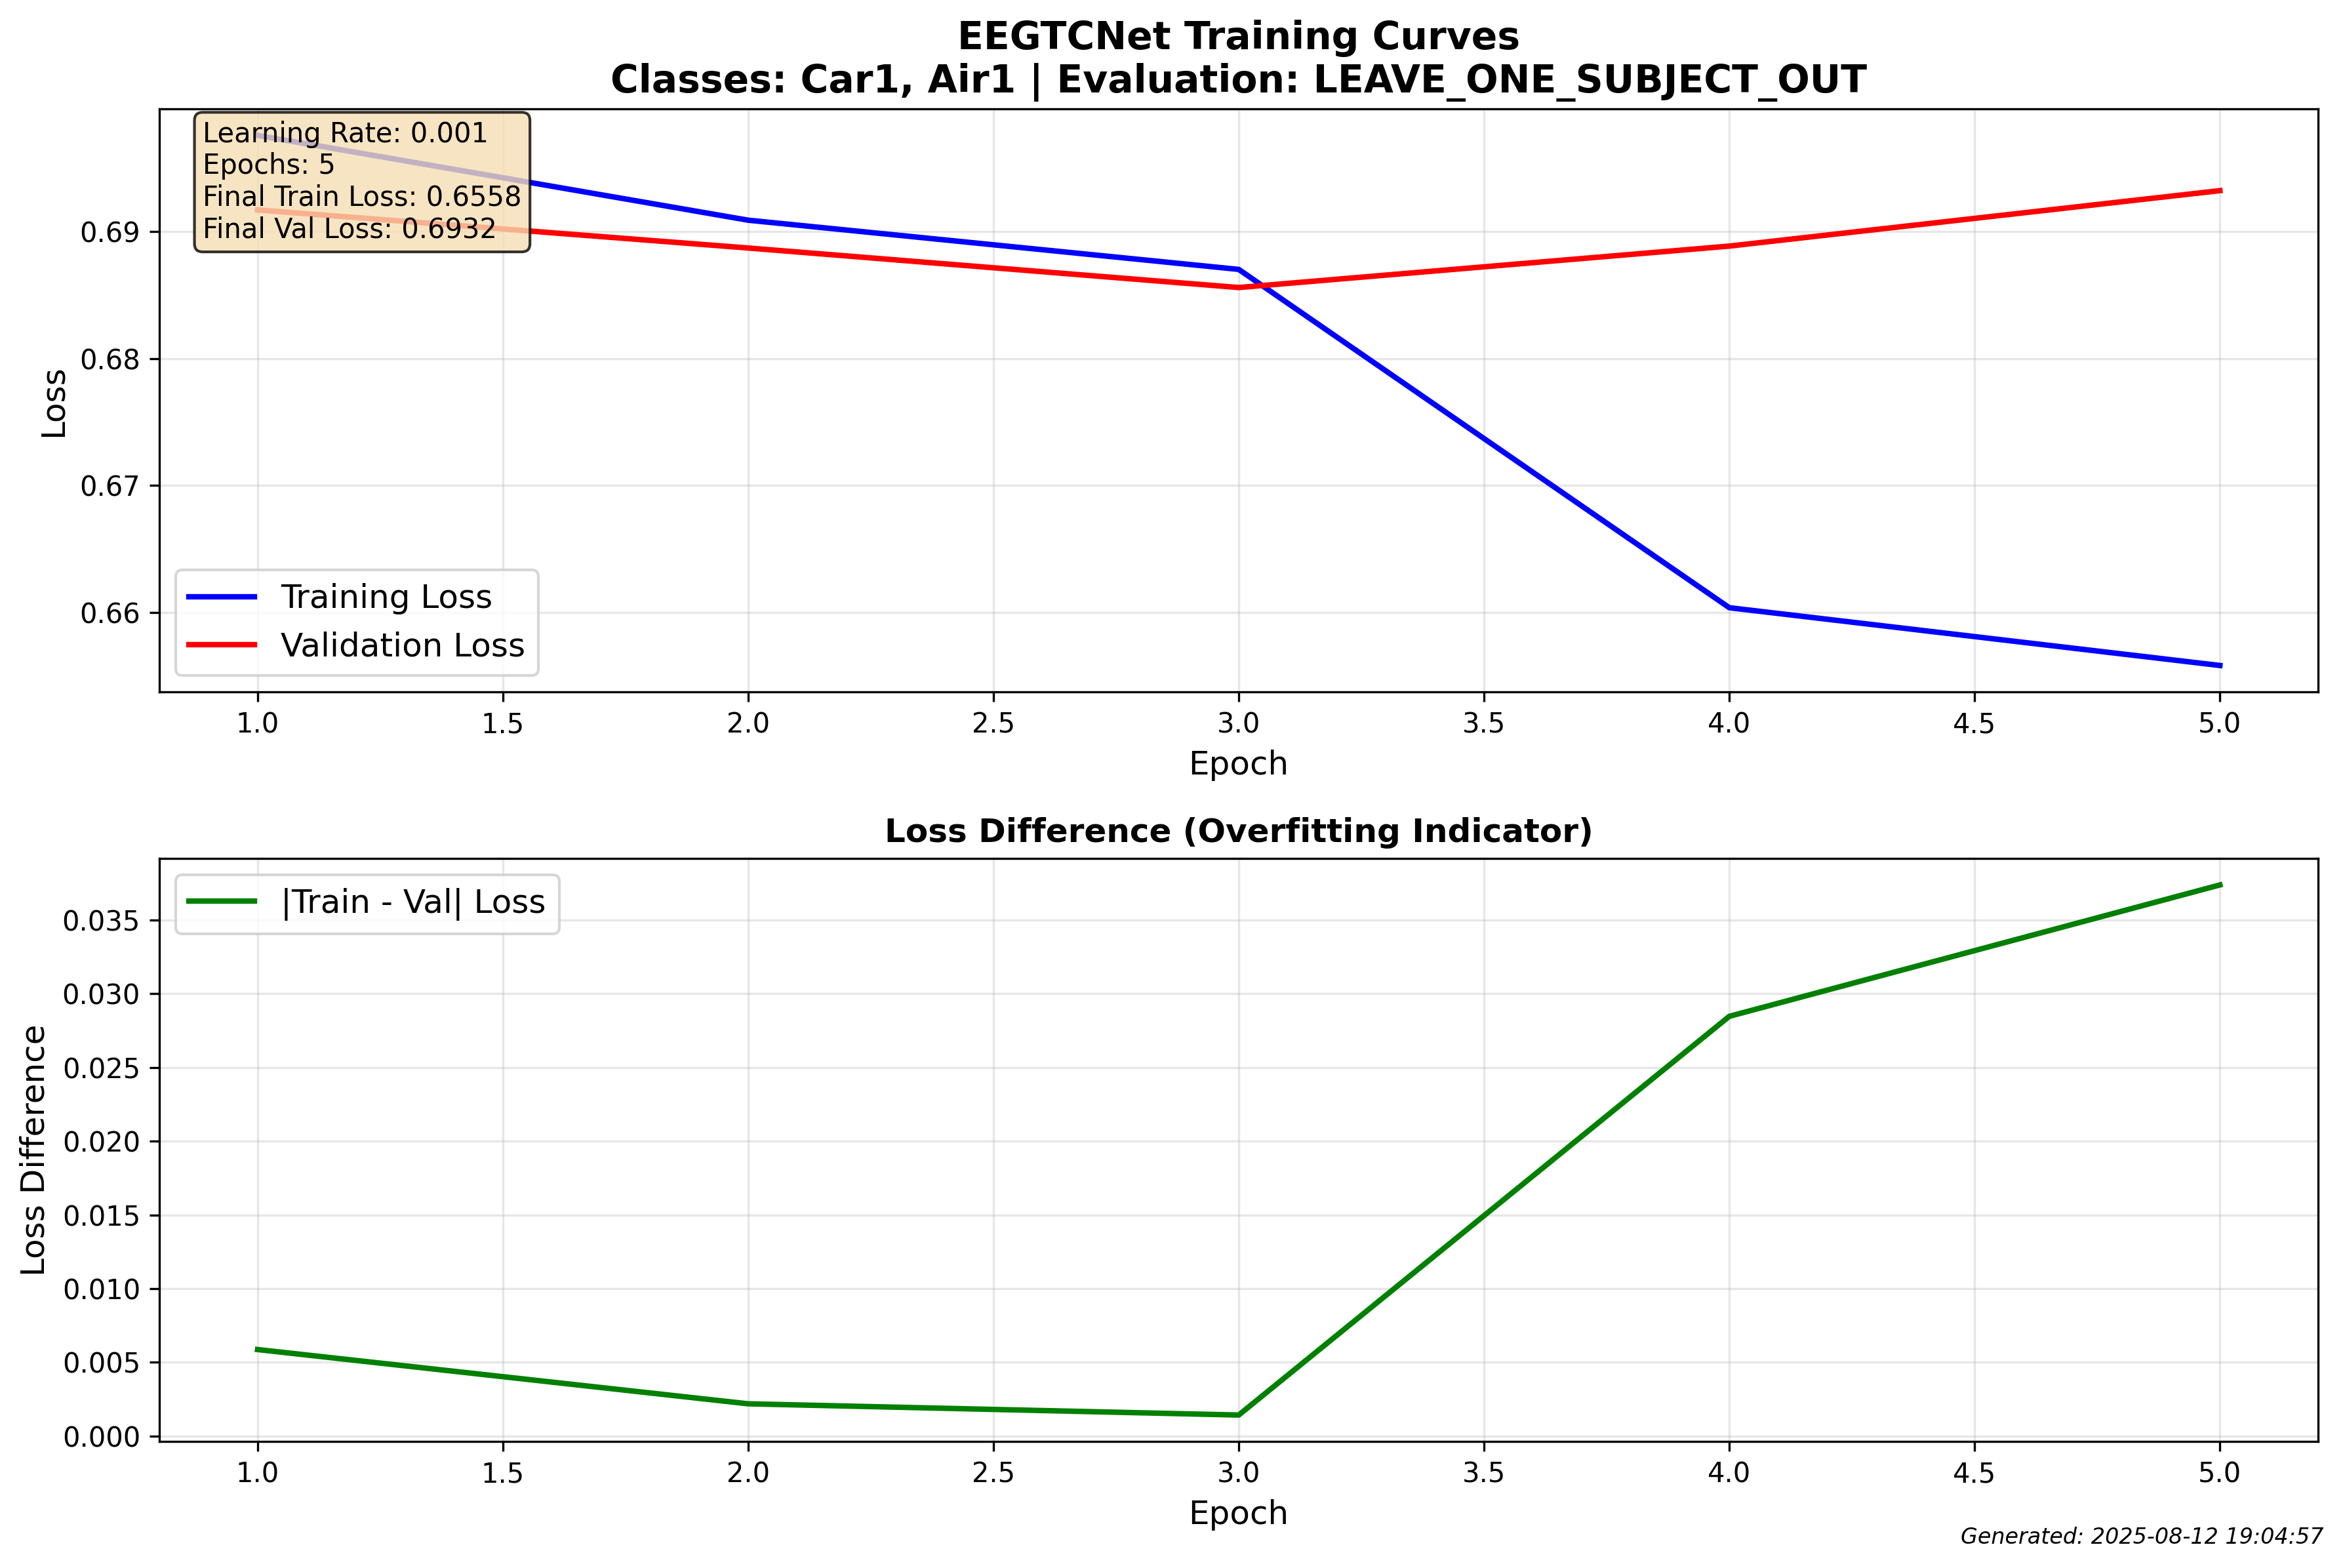 EEGTCNet Training Curves
Classes: Car1, Air1 | Evaluation: LEAVE_ONE_SUBJECT_OUT
Learning Rate: 0.001
Epochs: 5
Final Train Loss: 0.6558
Final Val Loss: 0.6932
0.69
0.68
0.67
0.66
Loss
Training Loss
Validation Loss
1.0 1.5 2.0 2.5 3.0 3.5 4.0 4.5 5.0
Epoch
Loss Difference (Overfitting Indicator)
|Train - Val| Loss
0.035
0.030
0.025
0.020
0.015
0.010
0.005
0.000
Loss Difference
1.0 1.5 2.0 2.5 3.0 3.5 4.0 4.5 5.0
Epoch
Generated: 2025-08-12 19:04:57